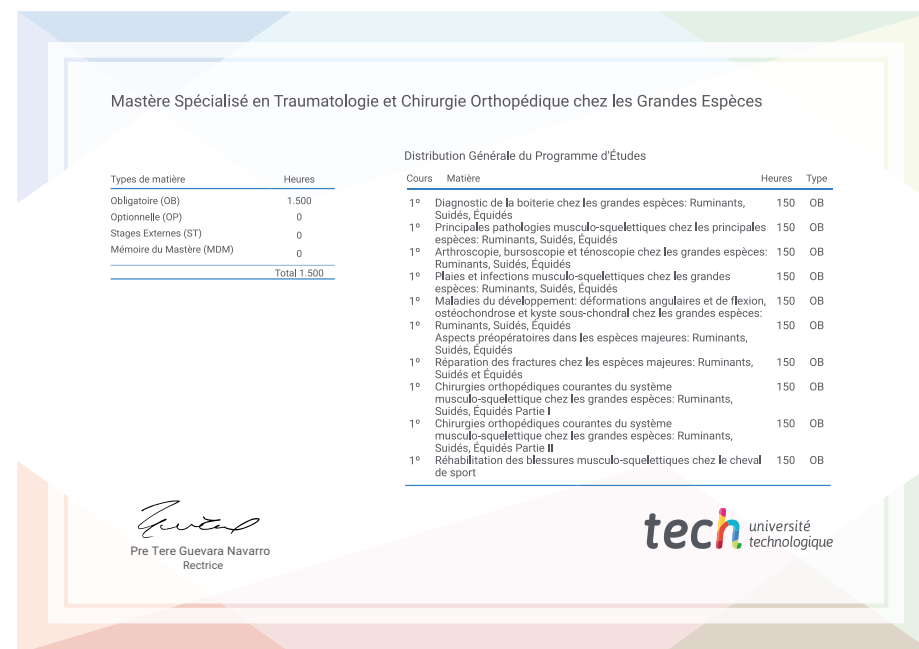 Mastère Spécialisé en Traumatologie et Chirurgie Orthopédique chez les Grandes Espèces
Types de matière Heures
Obligatoire (OB) 1.500
Optionnelle (OP) 0
Stages Externes (ST) 0
Mémoire du Mastère (MDM) 0
Total 1.500
Distribution Générale du Programme d'Études
Cours Matière Heures Type
1º Diagnostic de la boiterie chez les grandes espèces: Ruminants, 150 OB
Suidés, Équidés
1º Principales pathologies musculo-squelettiques chez les principales 150 OB
espèces: Ruminants, Suidés, Équidés
1º Arthroscopie, bursoscopie et ténoscopie chez les grandes espèces: 150 OB
Ruminants, Suidés, Équidés
1º Plaies et infections musculo-squelettiques chez les grandes 150 OB
espèces: Ruminants, Suidés, Équidés
1º Maladies du développement: déformations angulaires et de flexion, 150 OB
ostéochondrose et kyste sous-chondral chez les grandes espèces:
1º Ruminants, Suidés, Équidés 150 OB
Aspects préopératoires dans les espèces majeures: Ruminants,
Suidés, Équidés
1º Réparation des fractures chez les espèces majeures: Ruminants, 150 OB
Suidés et Équidés
1º Chirurgies orthopédiques courantes du système 150 OB
musculo-squelettique chez les grandes espèces: Ruminants,
Suidés, Équidés Partie I
1º Chirurgies orthopédiques courantes du système 150 OB
musculo-squelettique chez les grandes espèces: Ruminants,
Suidés, Équidés Partie II
1º Réhabilitation des blessures musculo-squelettiques chez le cheval 150 OB
de sport
Pre Tere Guevara Navarro
Rectrice
tech université
technologique